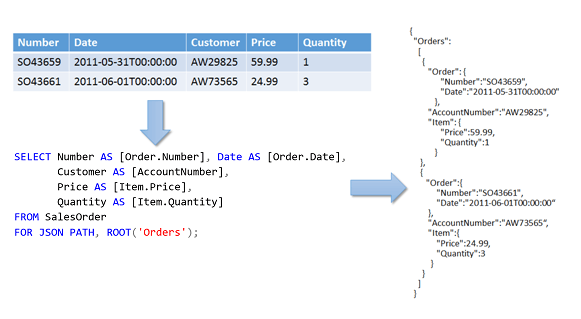 Number Date Customer Price Quantity
SO43659 2011-05-31T00:00:00 AW29825 59.99 1
SO43661 2011-06-01T00:00:00 AW73565 24.99 3
SELECT Number AS [Order.Number], Date AS [Order.Date],
Customer AS [AccountNumber],
Price AS [Item.Price],
Quantity AS [Item.Quantity]
FROM SalesOrder
FOR JSON PATH, ROOT('Orders');
{
"Orders":
[
{
"Order":{
"Number":"SO43659",
"Date":"2011-05-31T00:00:00"
},
"AccountNumber":"AW29825",
"Item":{
"Price":59.99,
"Quantity":1
}
},
{
"Order":{
"Number":"SO43661",
"Date":"2011-06-01T00:00:00"
},
"AccountNumber":"AW73565",
"Item":{
"Price":24.99,
"Quantity":3
}
}
]
}